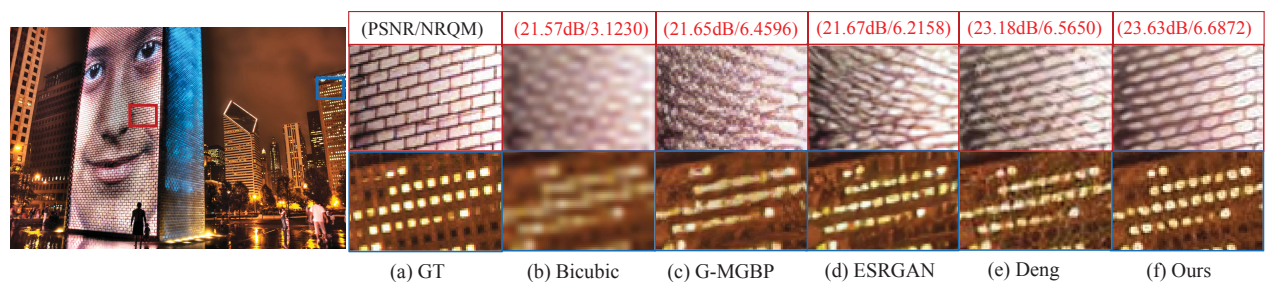 (PSNR/NRQM) (21.57dB/3.1230) (21.65dB/6.4596) (21.67dB/6.2158) (23.18dB/6.5650) (23.63dB/6.6872)
(a) GT (b) Bicubic (c) G-MGBP (d) ESRGAN (e) Deng (f) Ours